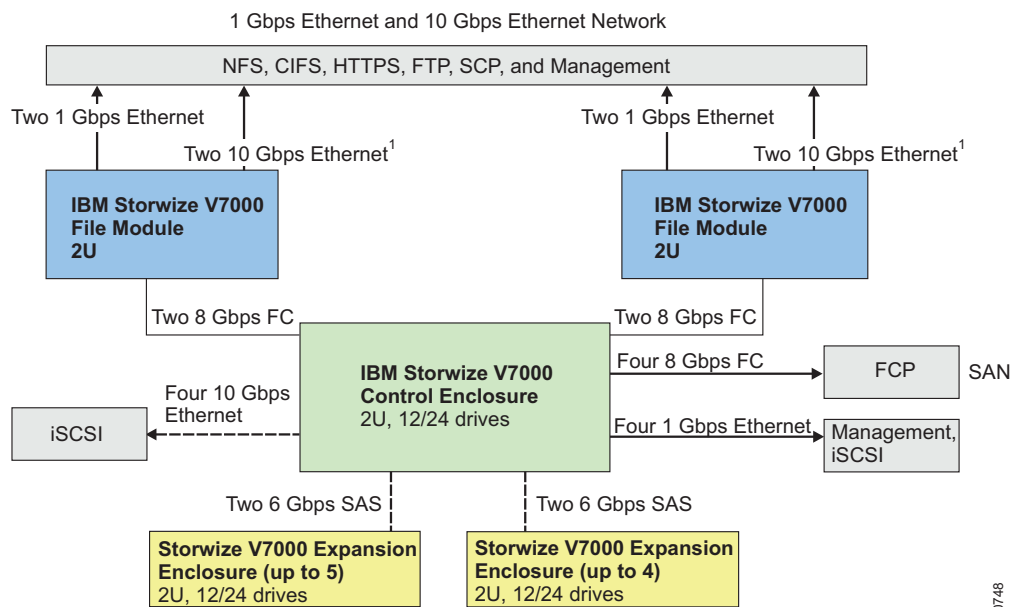 1 Gbps Ethernet and 10 Gbps Ethernet Network
NFS, CIFS, HTTPS, FTP, SCP, and Management
Two 1 Gbps Ethernet
Two 10 Gbps Ethernet1
Two 1 Gbps Ethernet
Two 10 Gbps Ethernet1
IBM Storwize V7000
File Module
2U
IBM Storwize V7000
File Module
2U
Two 8 Gbps FC
Two 8 Gbps FC
IBM Storwize V7000
Control Enclosure
2U, 12/24 drives
Four 8 Gbps FC
FCP
SAN
Four 10 Gbps
Ethernet
iSCSI
Four 1 Gbps Ethernet
Management,
iSCSI
Two 6 Gbps SAS
Two 6 Gbps SAS
Storwize V7000 Expansion
Enclosure (up to 5)
2U, 12/24 drives
Storwize V7000 Expansion
Enclosure (up to 4)
2U, 12/24 drives